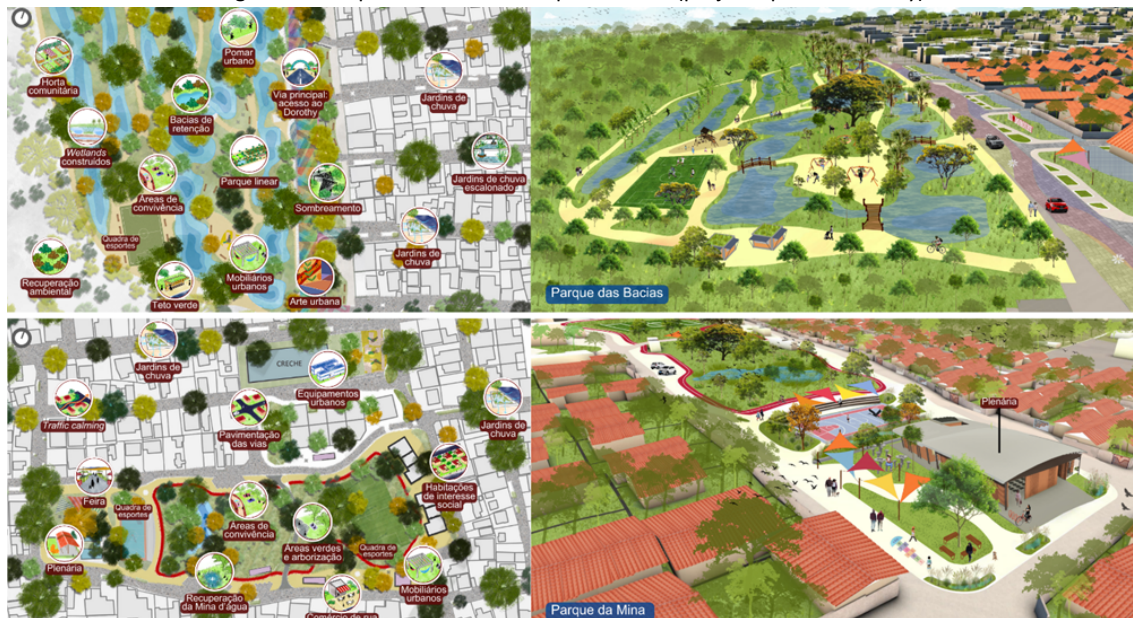 Horta
comunitária
Pomar
urbano
Via principal:
acesso ao
Dorothy
Bacias de
retenção
Wetlands
construídos
Parque linear
Áreas de
convivência
Sombreamento
Quadra de
esportes
Recuperação
ambiental
Teto verde
Mobiliários
urbanos
Arte urbana
Jardins
de chuva
Jardins de chuva
escalonado
Jardins
de chuva
Parque das Bacias
Jardins de
chuva
CRECHE
Equipamentos
urbanos
Traffic calming
Pavimentação
das vias
Jardins de
chuva
Feira
Quadra de
esportes
Áreas de
convivência
Habitações
de interesse
social
Áreas verdes
e arborização
Plenária
Quadra de
esportes
Recuperação
da Mina d'água
Mobiliários
urbanos
Comércio de rua
Plenária
Parque da Mina